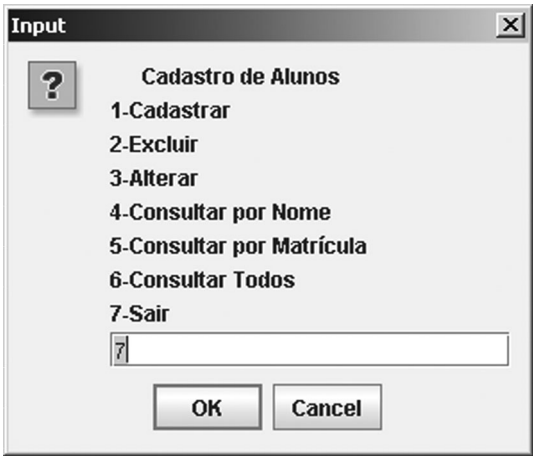 Input
?
Cadastro de Alunos
1-Cadastrar
2-Excluir
3-Alterar
4-Consultar por Nome
5-Consultar por Matrícula
6-Consultar Todos
7-Sair
7
OK Cancel